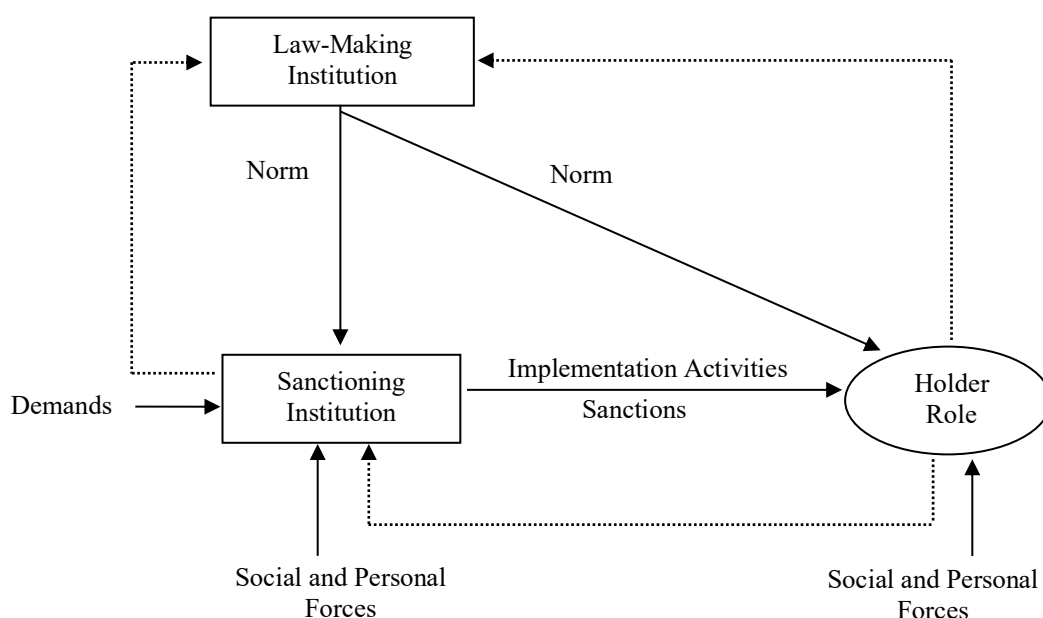 Law-Making
Institution
Norm
Norm
Implementation Activities
Sanctions
Sanctioning
Institution
Holder
Role
Demands
Social and Personal
Forces
Social and Personal
Forces